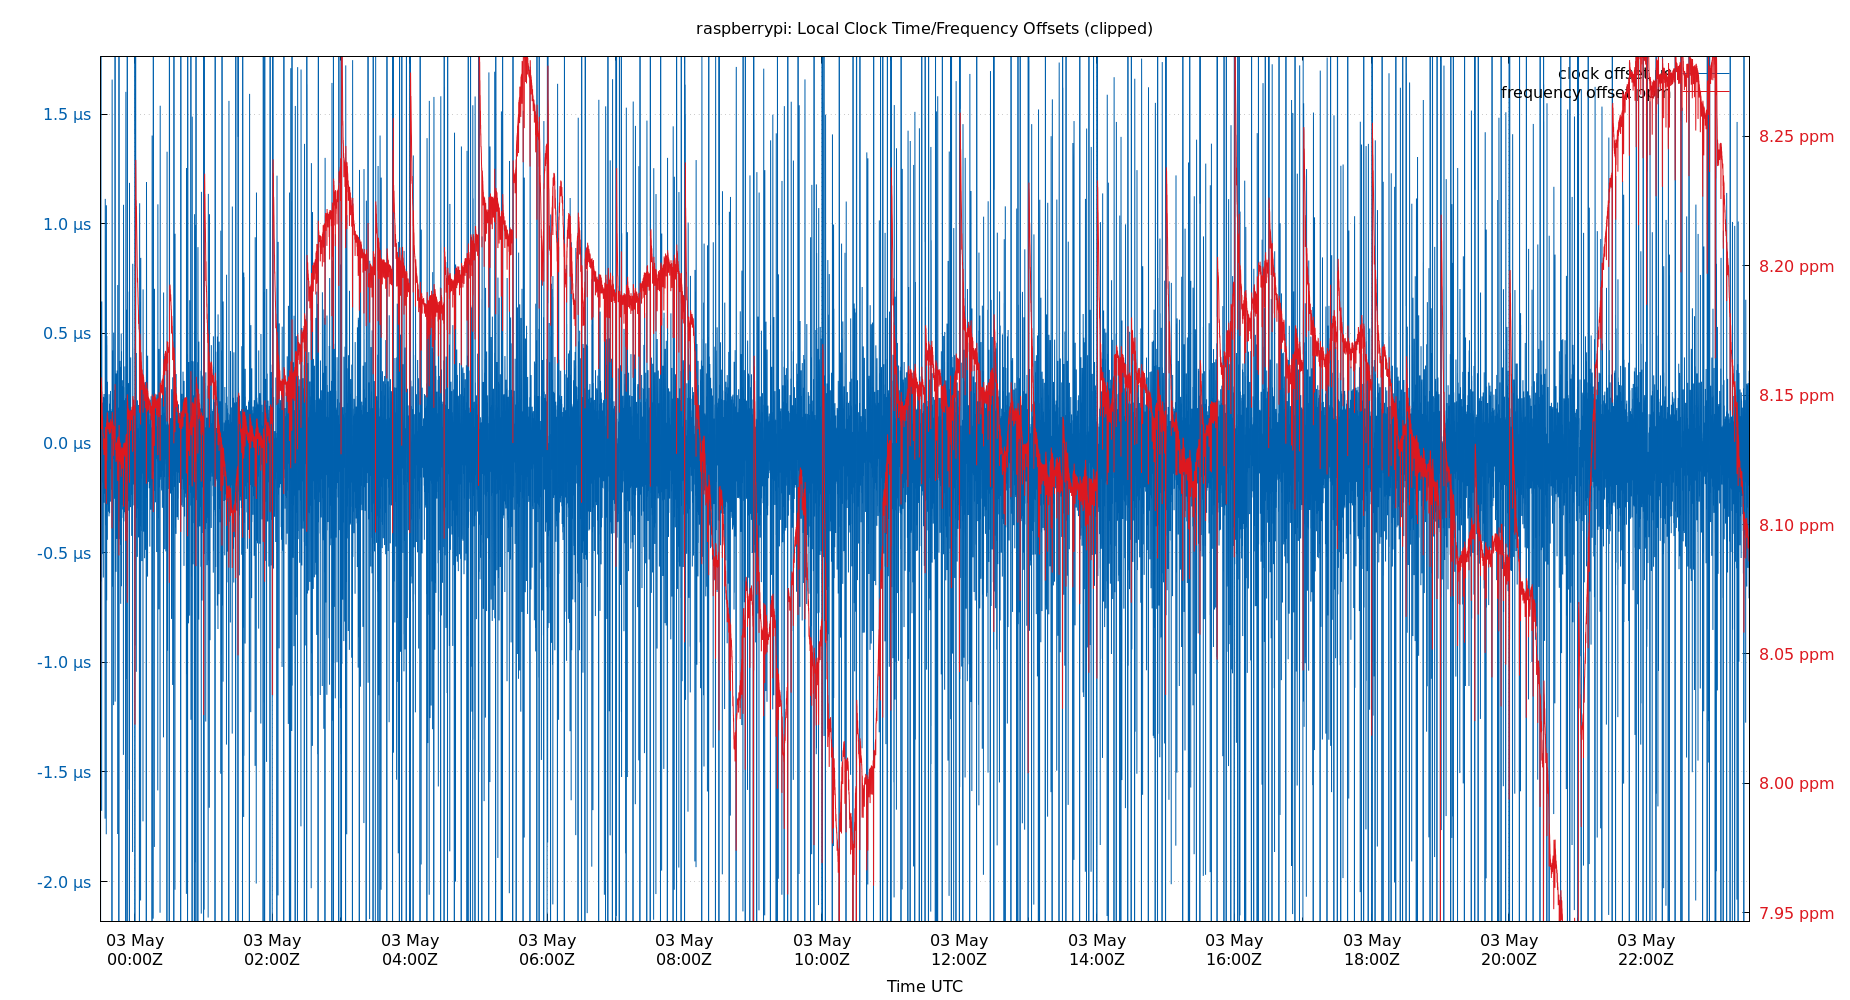 raspberrypi: Local Clock Time/Frequency Offsets (clipped)
clock offset
frequency offset ppm
1.5 µs
1.0 µs
0.5 µs
0.0 µs
-0.5 µs
-1.0 µs
-1.5 µs
-2.0 µs
8.25 ppm
8.20 ppm
8.15 ppm
8.10 ppm
8.05 ppm
8.00 ppm
7.95 ppm
03 May 03 May 03 May 03 May 03 May 03 May 03 May 03 May 03 May 03 May 03 May 03 May
00:00Z 02:00Z 04:00Z 06:00Z 08:00Z 10:00Z 12:00Z 14:00Z 16:00Z 18:00Z 20:00Z 22:00Z
Time UTC